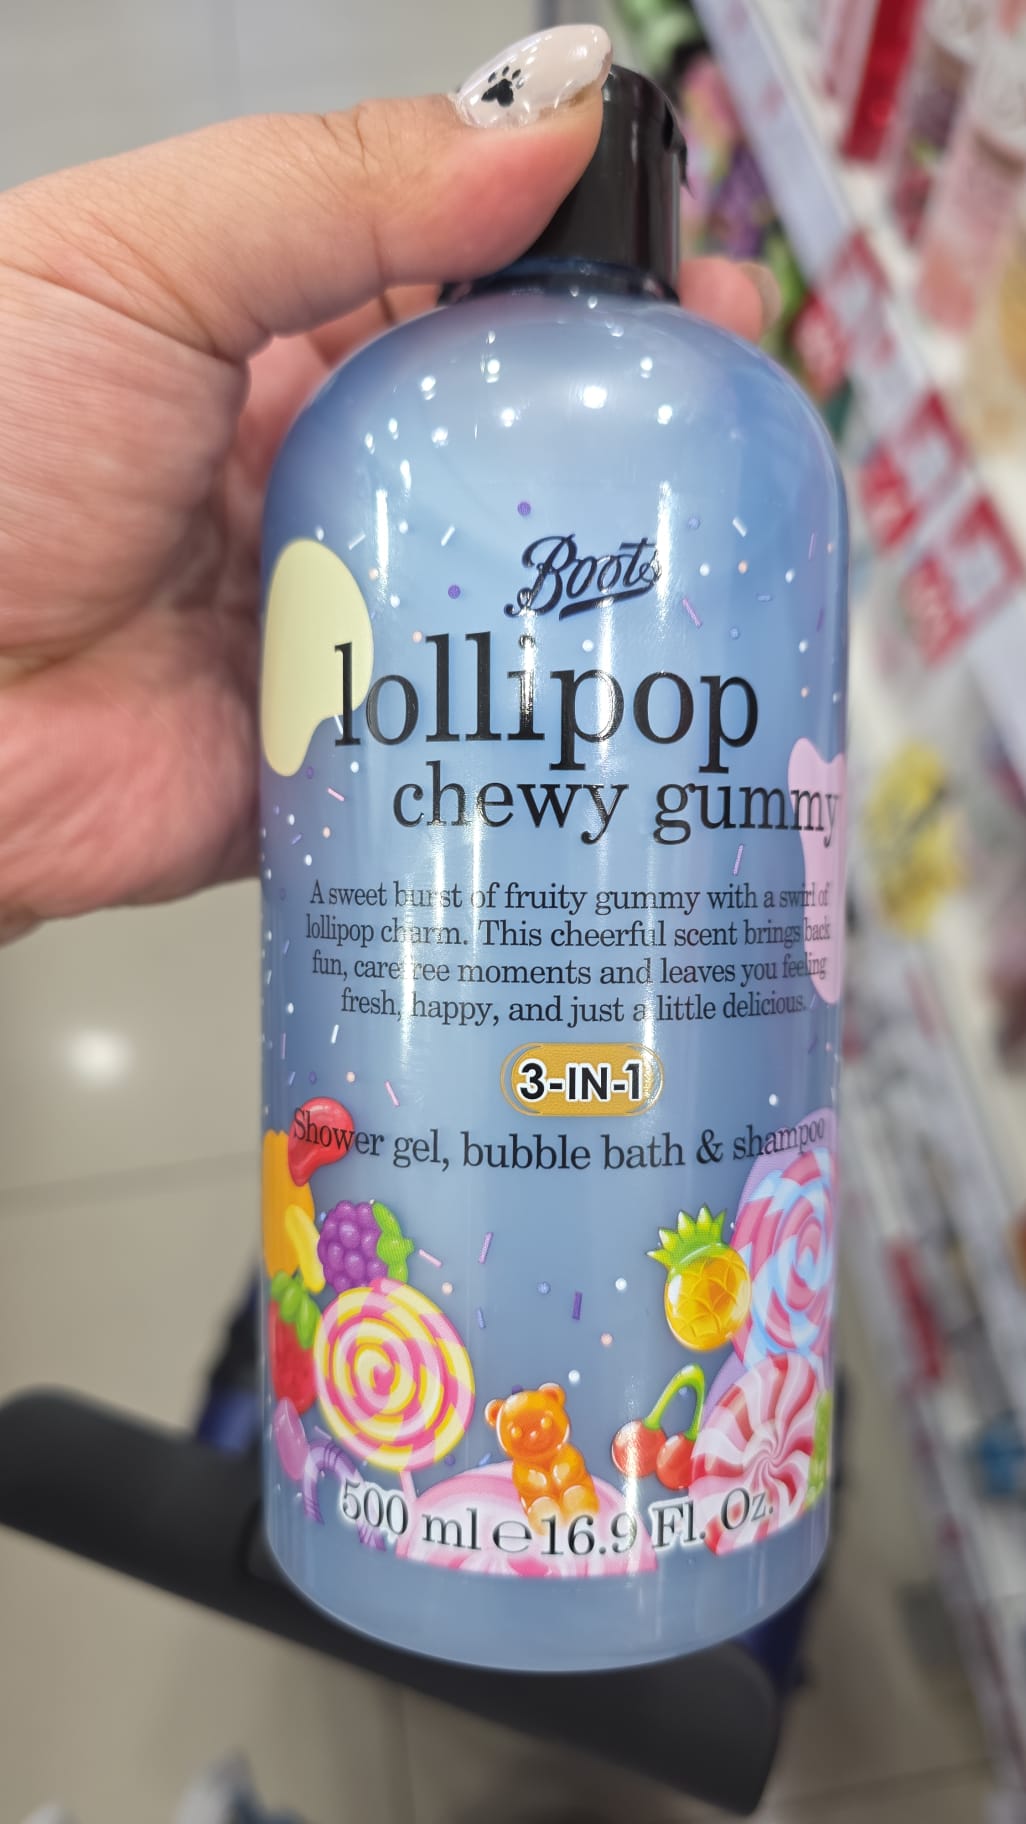 Boots
lollipop
chewy gummy
A sweet burst of fruity gummy with a swirl of
lollipop charm. This cheerful scent brings back
fun, carefree moments and leaves you feeling
fresh, happy, and just a little delicious.
3-IN-1
Shower gel, bubble bath & shampoo
500 ml ℮ 16.9 Fl. Oz.